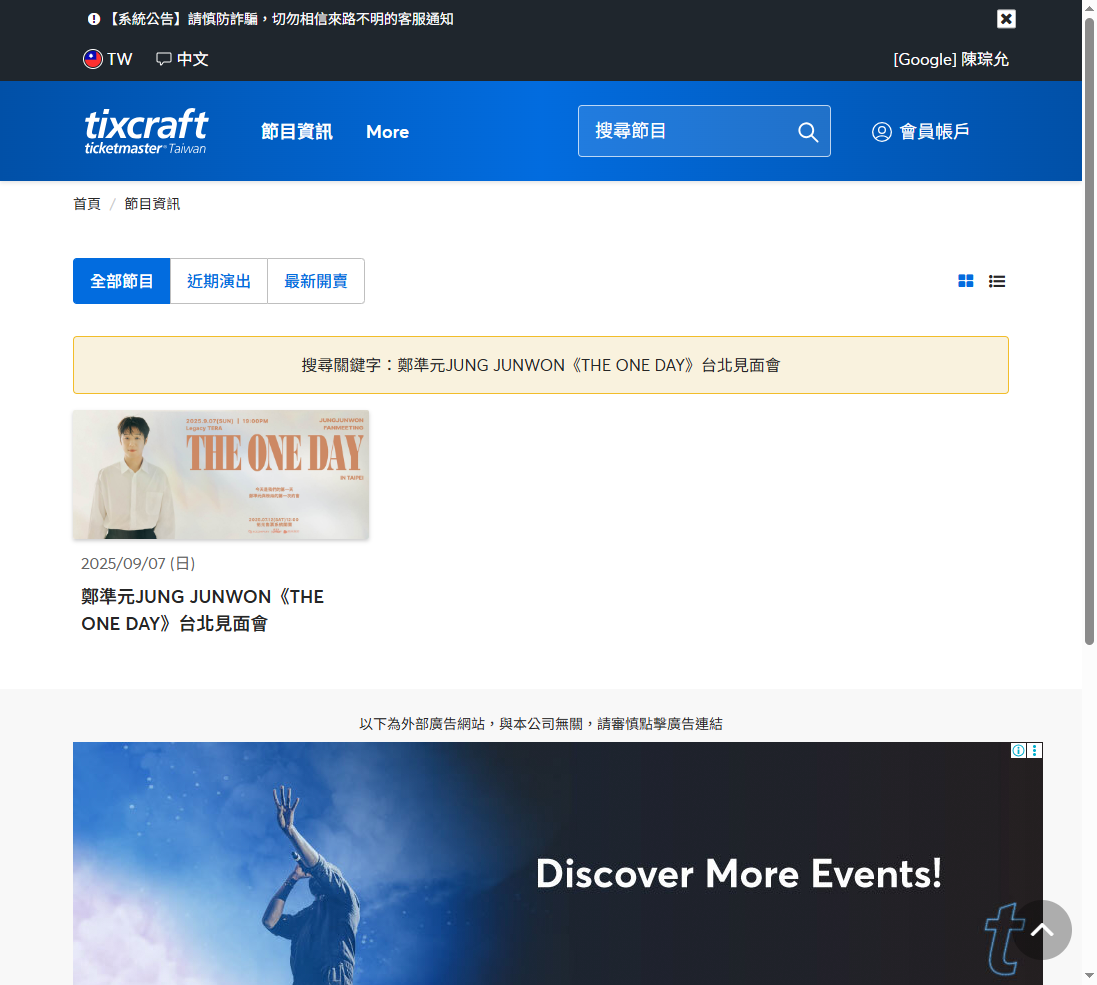 【系統公告】請慎防詐騙，切勿相信來路不明的客服通知
TW 中文 [Google] 陳琮允
tixcraft
ticketmaster® Taiwan
節目資訊 More 搜尋節目 會員帳戶
首頁 / 節目資訊
全部節目 近期演出 最新開賣
搜尋關鍵字：鄭準元JUNG JUNWON《THE ONE DAY》台北見面會
2025.9.07(SUN) | 18:00PM
Legacy TERA
JUNGJUNWON
FANMEETING
THE ONE DAY
IN TAIPEI
2025/09/07 (日)
鄭準元JUNG JUNWON《THE
ONE DAY》台北見面會
以下為外部廣告網站，與本公司無關，請審慎點擊廣告連結
Discover More Events!
t